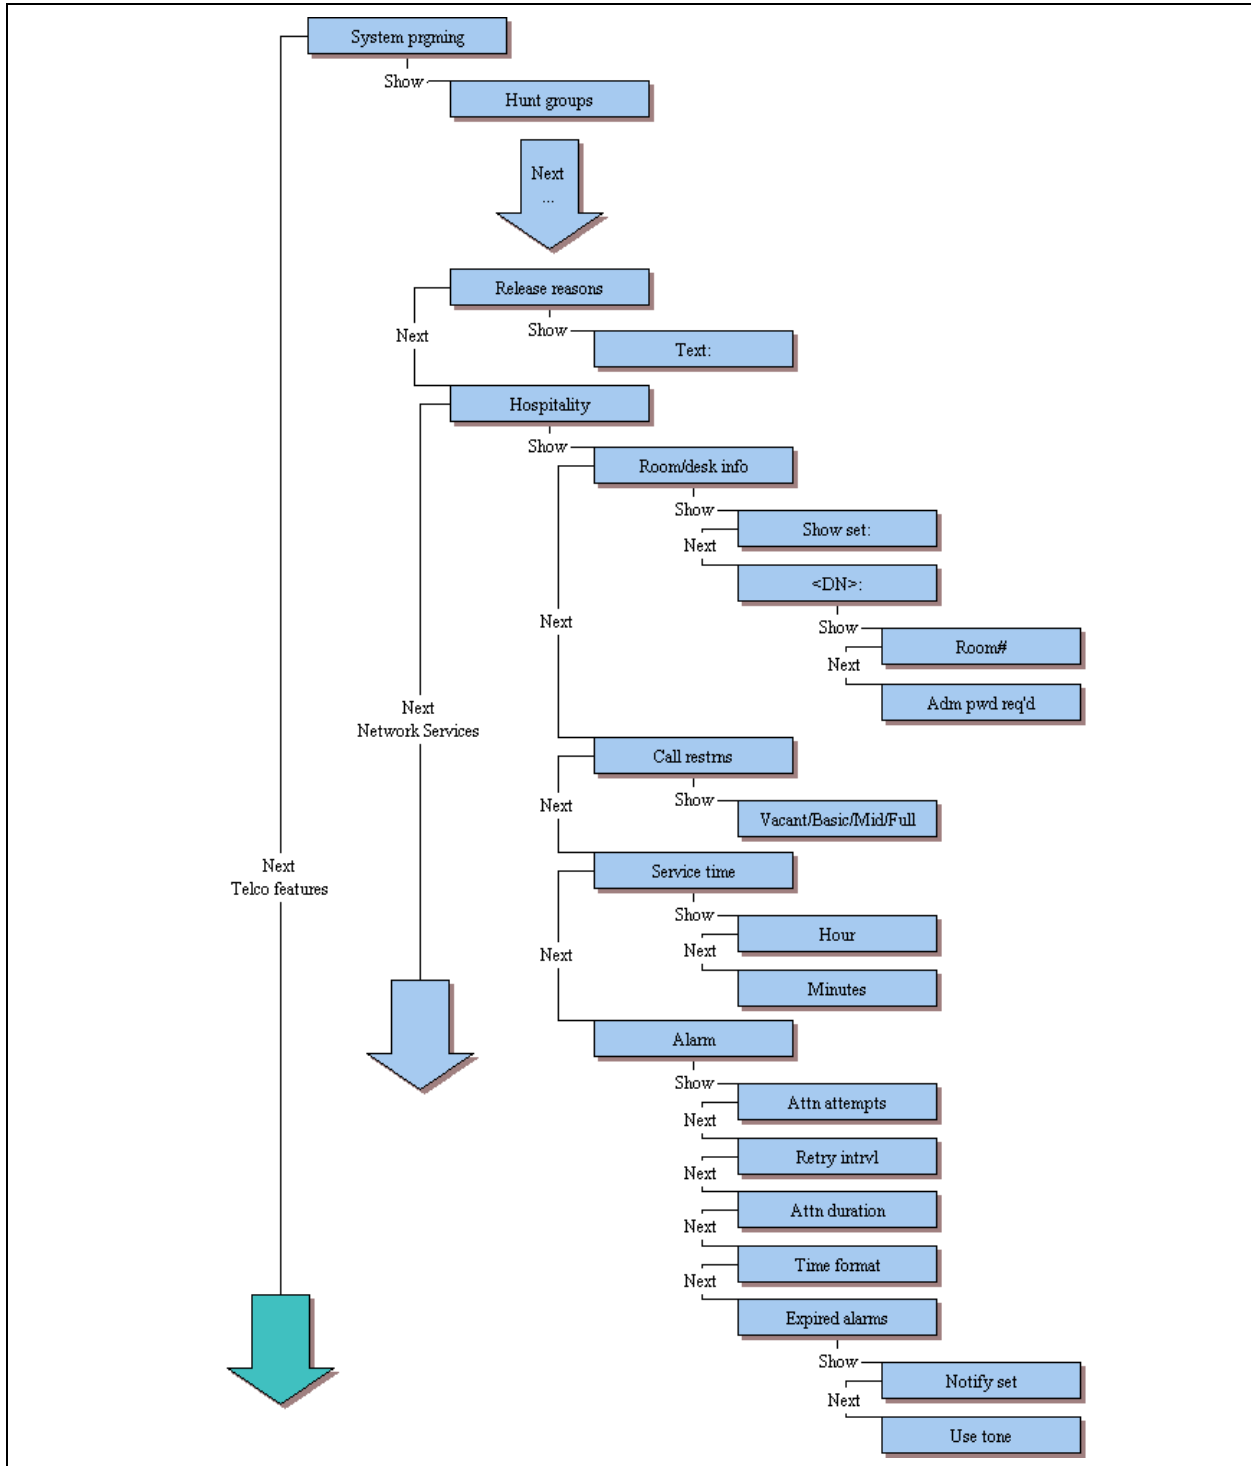 System prgming
Show
Hunt groups
Next
...
Release reasons
Show
Next
Text:
Hospitality
Show
Room/desk info
Show
Show set:
Next
<DN>:
Next
Show
Room#
Next
Adm pwd req'd
Next
Network Services
Call restrns
Show
Next
Vacant/Basic/Mid/Full
Next
Telco features
Service time
Show
Hour
Next
Next
Minutes
Alarm
Show
Attn attempts
Next
Retry intrvl
Next
Attn duration
Next
Time format
Next
Expired alarms
Show
Notify set
Next
Use tone